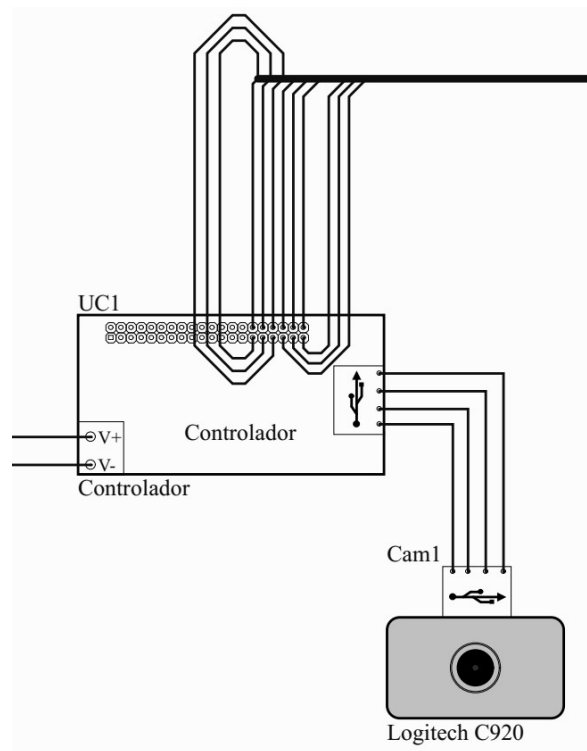 UC1
Controlador
V+
V-
Controlador
Cam1
Logitech C920